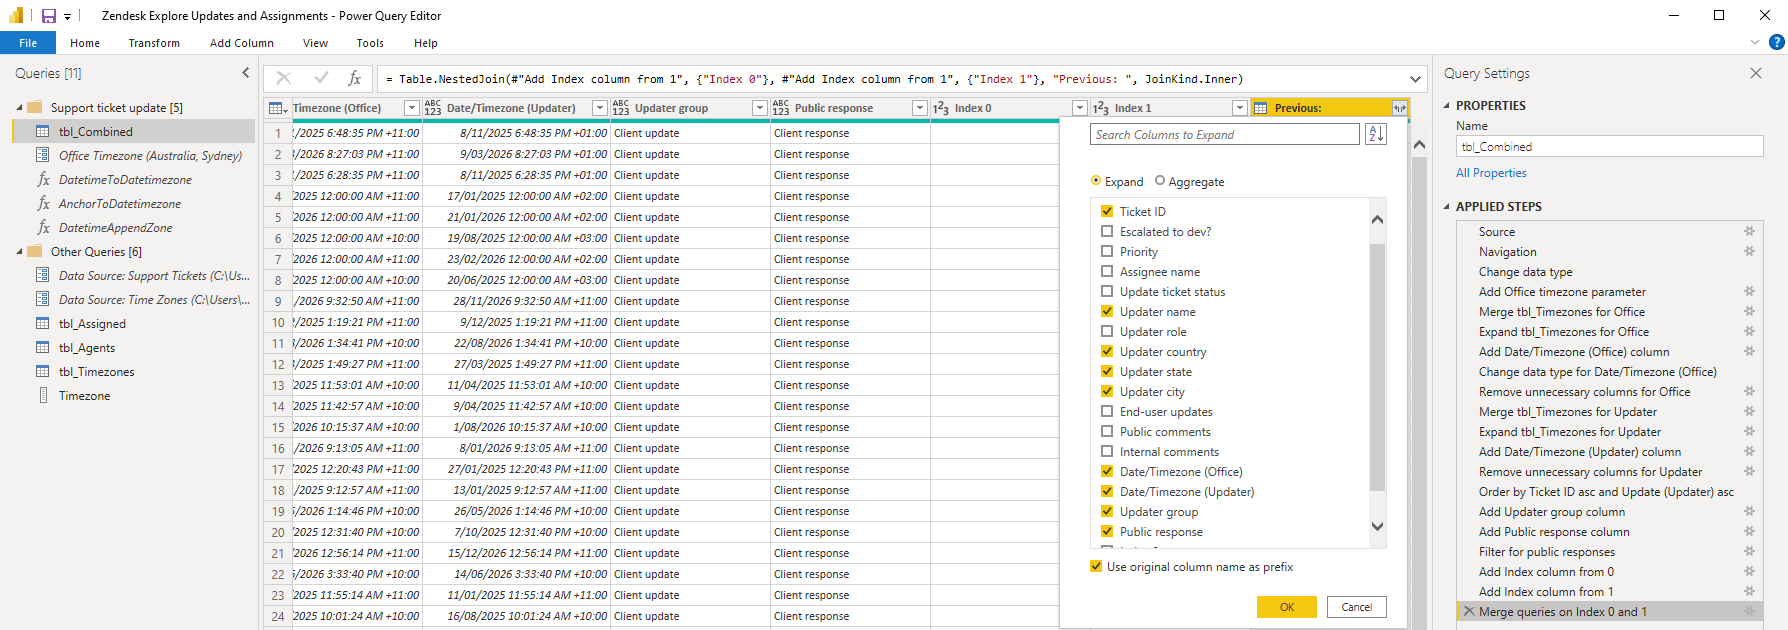 Zendesk Explore Updates and Assignments - Power Query Editor
File Home Transform Add Column View Tools Help
Queries [11]
Support ticket update [5]
tbl_Combined
Office Timezone (Australia, Sydney)
fx DatetimeToDatetimezone
fx AnchorToDatetimezone
fx DatetimeAppendZone
Other Queries [6]
Data Source: Support Tickets (C:\Us...
Data Source: Time Zones (C:\Users\...
tbl_Assigned
tbl_Agents
tbl_Timezones
Timezone
fx = Table.NestedJoin(#"Add Index column from 1", {"Index 0"}, #"Add Index column from 1", {"Index 1"}, "Previous: ", JoinKind.Inner)
Timezone (Office) ABC 123 Date/Timezone (Updater) ABC 123 Updater group ABC 123 Public response 1²3 Index 0 1²3 Index 1 Previous:
1 /2025 6:48:35 PM +11:00 8/11/2025 6:48:35 PM +01:00 Client update Client response
2 /2026 8:27:03 PM +11:00 9/03/2026 8:27:03 PM +01:00 Client update Client response
3 /2025 6:28:35 PM +11:00 8/11/2025 6:28:35 PM +01:00 Client update Client response
4 /2025 12:00:00 AM +11:00 17/01/2025 12:00:00 AM +02:00 Client update Client response
5 /2026 12:00:00 AM +11:00 21/01/2026 12:00:00 AM +02:00 Client update Client response
6 /2025 12:00:00 AM +10:00 19/08/2025 12:00:00 AM +03:00 Client update Client response
7 /2026 12:00:00 AM +11:00 23/02/2026 12:00:00 AM +02:00 Client update Client response
8 /2025 12:00:00 AM +10:00 20/06/2025 12:00:00 AM +03:00 Client update Client response
9 /2026 9:32:50 AM +11:00 28/11/2026 9:32:50 AM +11:00 Client update Client response
10 /2025 1:19:21 PM +11:00 9/12/2025 1:19:21 PM +11:00 Client update Client response
11 /2026 1:34:41 PM +10:00 22/08/2026 1:34:41 PM +10:00 Client update Client response
12 /2025 1:49:27 PM +11:00 27/03/2025 1:49:27 PM +11:00 Client update Client response
13 /2025 11:53:01 AM +10:00 11/04/2025 11:53:01 AM +10:00 Client update Client response
14 /2025 11:42:57 AM +10:00 9/04/2025 11:42:57 AM +10:00 Client update Client response
15 /2026 10:15:37 PM +10:00 1/08/2026 10:15:37 PM +10:00 Client update Client response
16 /2026 9:13:05 AM +11:00 8/01/2026 9:13:05 AM +11:00 Client update Client response
17 /2025 12:20:43 PM +11:00 27/01/2025 12:20:43 PM +11:00 Client update Client response
18 /2025 9:12:57 AM +11:00 13/01/2025 9:12:57 AM +11:00 Client update Client response
19 /2026 1:14:46 PM +10:00 26/05/2026 1:14:46 PM +10:00 Client update Client response
20 /2025 12:31:40 PM +10:00 7/10/2025 12:31:40 PM +10:00 Client update Client response
21 /2026 12:56:14 PM +11:00 15/12/2026 12:56:14 PM +11:00 Client update Client response
22 /2026 3:33:40 PM +10:00 14/06/2026 3:33:40 PM +10:00 Client update Client response
23 /2025 11:55:14 AM +11:00 11/01/2025 11:55:14 AM +11:00 Client update Client response
24 /2025 10:01:24 AM +10:00 16/08/2025 10:01:24 AM +10:00 Client update Client response
Search Columns to Expand
Expand Aggregate
Ticket ID
Escalated to dev?
Priority
Assignee name
Update ticket status
Updater name
Updater role
Updater country
Updater state
Updater city
End-user updates
Public comments
Internal comments
Date/Timezone (Office)
Date/Timezone (Updater)
Updater group
Public response
Use original column name as prefix
OK Cancel
Query Settings
PROPERTIES
Name
tbl_Combined
All Properties
APPLIED STEPS
Source
Navigation
Change data type
Add Office timezone parameter
Merge tbl_Timezones for Office
Expand tbl_Timezones for Office
Add Date/Timezone (Office) column
Change data type for Date/Timezone (Office)
Remove unnecessary columns for Office
Merge tbl_Timezones for Updater
Expand tbl_Timezones for Updater
Add Date/Timezone (Updater) column
Remove unnecessary columns for Updater
Order by Ticket ID asc and Update (Updater) asc
Add Updater group column
Add Public response column
Filter for public responses
Add Index column from 0
Add Index column from 1
Merge queries on Index 0 and 1